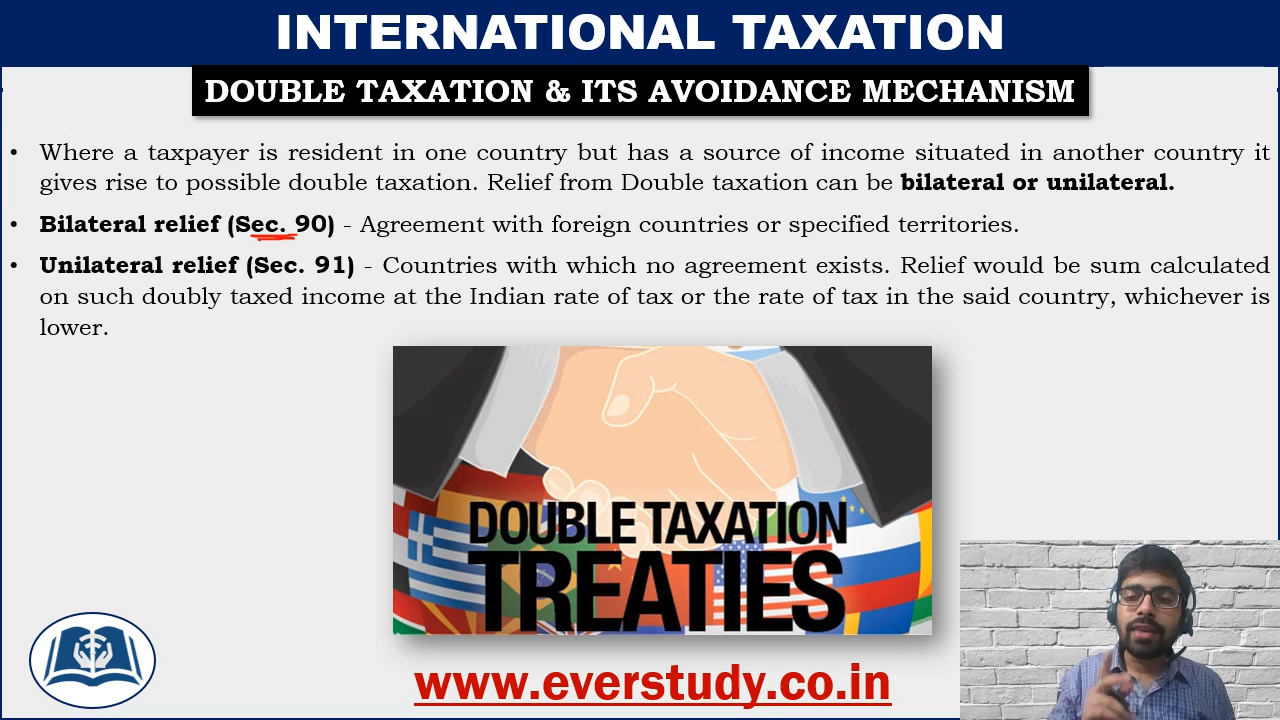 INTERNATIONAL TAXATION
DOUBLE TAXATION & ITS AVOIDANCE MECHANISM
• Where a taxpayer is resident in one country but has a source of income situated in another country it
gives rise to possible double taxation. Relief from Double taxation can be bilateral or unilateral.
• Bilateral relief (Sec. 90) - Agreement with foreign countries or specified territories.
• Unilateral relief (Sec. 91) - Countries with which no agreement exists. Relief would be sum calculated
on such doubly taxed income at the Indian rate of tax or the rate of tax in the said country, whichever is
lower.
DOUBLE TAXATION
TREATIES
www.everstudy.co.in